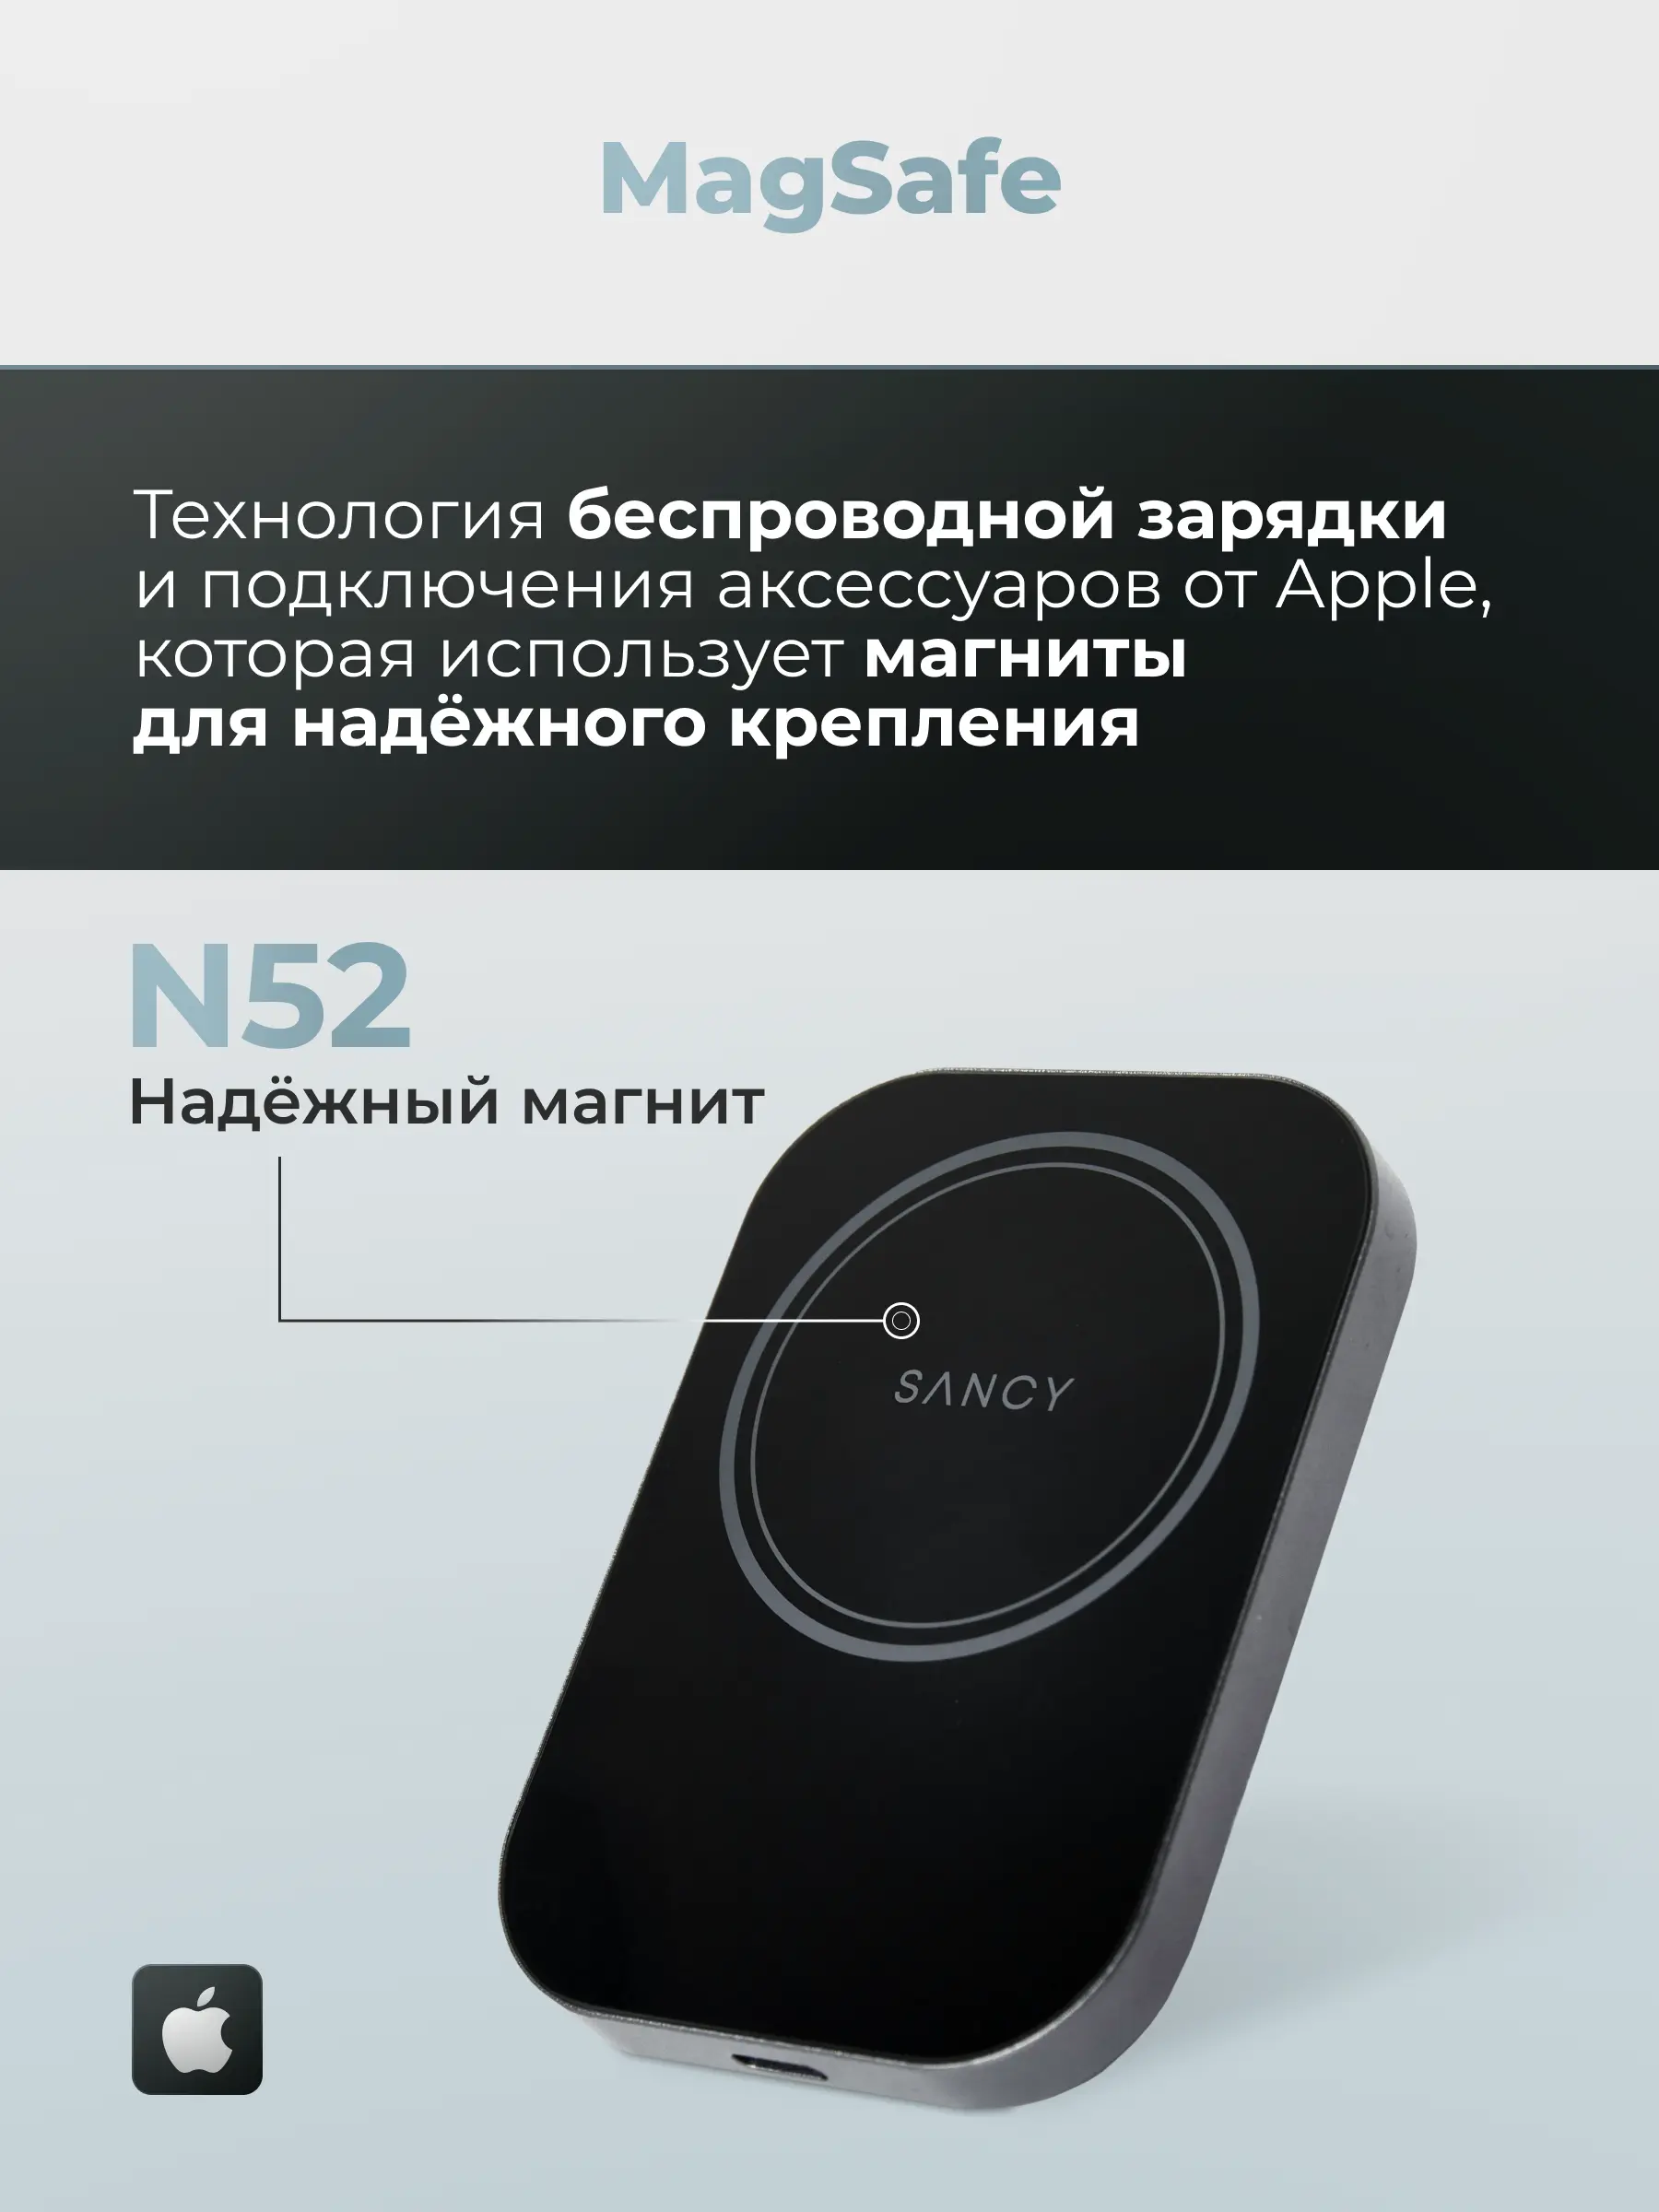 MagSafe
Технология беспроводной зарядки
и подключения аксессуаров от Apple,
которая использует магниты
для надёжного крепления
N52
Надёжный магнит
SANCY